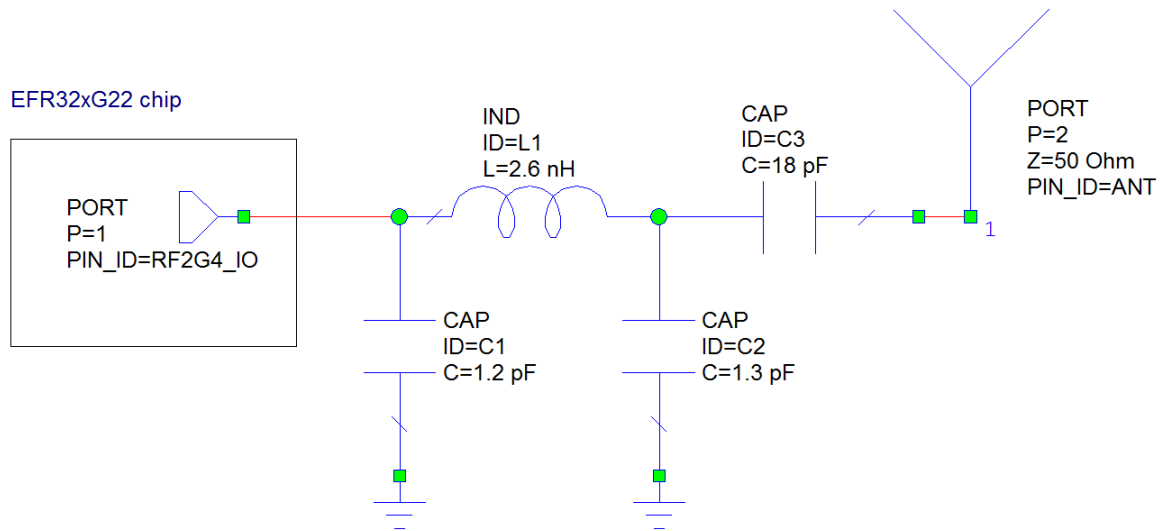 EFR32xG22 chip
PORT
P=1
PIN_ID=RF2G4_IO
IND
ID=L1
L=2.6 nH
CAP
ID=C3
C=18 pF
PORT
P=2
Z=50 Ohm
PIN_ID=ANT
1
CAP
ID=C1
C=1.2 pF
CAP
ID=C2
C=1.3 pF